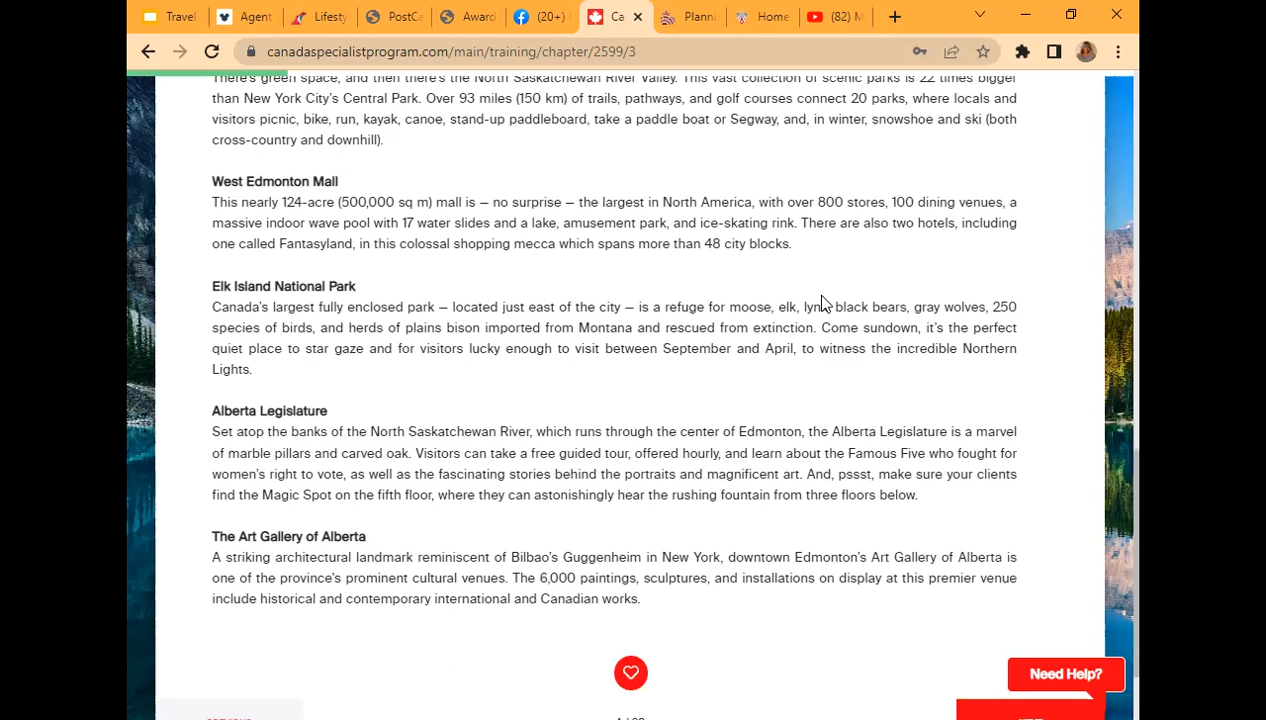 Travel
Agent
Lifesty
PostCa
Award
(20+)
Ca
Planni
Home
(82) M
canadaspecialistprogram.com/main/training/chapter/2599/3
There's green space, and then there's the North Saskatchewan River Valley. This vast collection of scenic parks is 22 times bigger
than New York City's Central Park. Over 93 miles (150 km) of trails, pathways, and golf courses connect 20 parks, where locals and
visitors picnic, bike, run, kayak, canoe, stand-up paddleboard, take a paddle boat or Segway, and, in winter, snowshoe and ski (both
cross-country and downhill).
West Edmonton Mall
This nearly 124-acre (500,000 sq m) mall is – no surprise – the largest in North America, with over 800 stores, 100 dining venues, a
massive indoor wave pool with 17 water slides and a lake, amusement park, and ice-skating rink. There are also two hotels, including
one called Fantasyland, in this colossal shopping mecca which spans more than 48 city blocks.
Elk Island National Park
Canada's largest fully enclosed park – located just east of the city – is a refuge for moose, elk, lynx, black bears, gray wolves, 250
species of birds, and herds of plains bison imported from Montana and rescued from extinction. Come sundown, it's the perfect
quiet place to star gaze and for visitors lucky enough to visit between September and April, to witness the incredible Northern
Lights.
Alberta Legislature
Set atop the banks of the North Saskatchewan River, which runs through the center of Edmonton, the Alberta Legislature is a marvel
of marble pillars and carved oak. Visitors can take a free guided tour, offered hourly, and learn about the Famous Five who fought for
women's right to vote, as well as the fascinating stories behind the portraits and magnificent art. And, pssst, make sure your clients
find the Magic Spot on the fifth floor, where they can astonishingly hear the rushing fountain from three floors below.
The Art Gallery of Alberta
A striking architectural landmark reminiscent of Bilbao's Guggenheim in New York, downtown Edmonton's Art Gallery of Alberta is
one of the province's prominent cultural venues. The 6,000 paintings, sculptures, and installations on display at this premier venue
include historical and contemporary international and Canadian works.
Need Help?